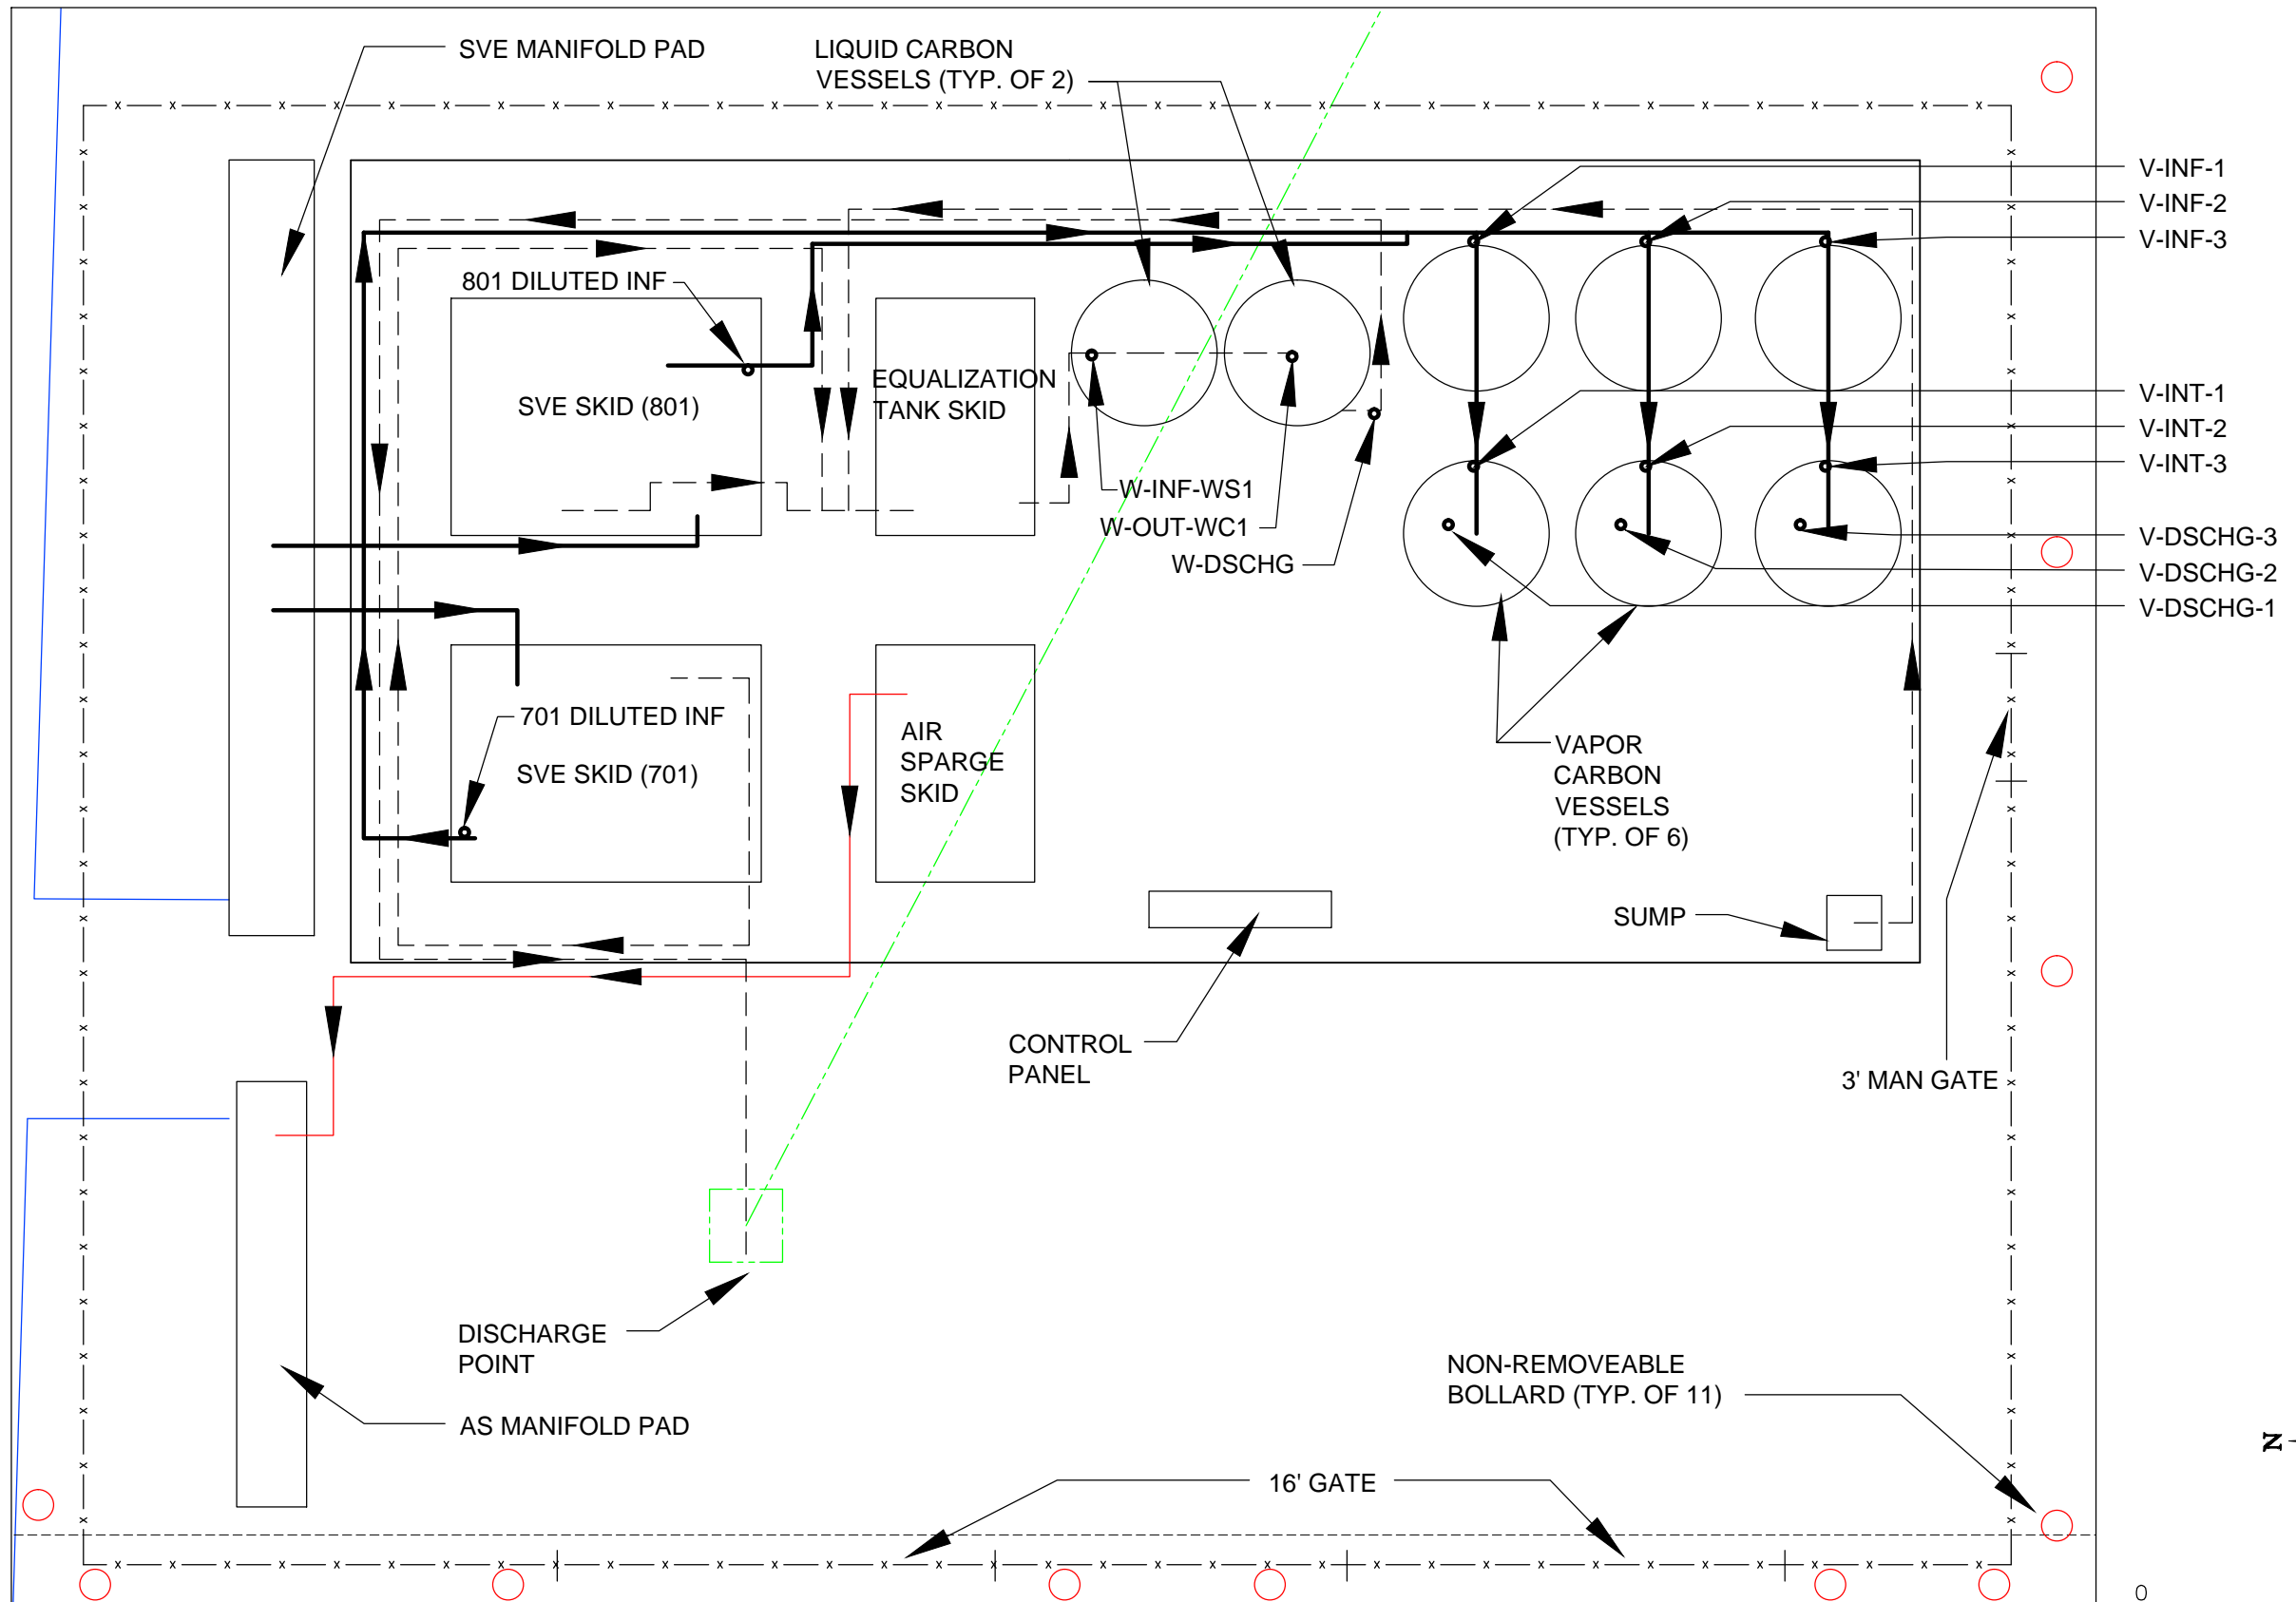 SVE MANIFOLD PAD
LIQUID CARBON
VESSELS (TYP. OF 2)
V-INF-1
V-INF-2
V-INF-3
801 DILUTED INF
SVE SKID (801)
EQUALIZATION
TANK SKID
V-INT-1
V-INT-2
V-INT-3
W-INF-WS1
W-OUT-WC1
W-DSCHG
V-DSCHG-3
V-DSCHG-2
V-DSCHG-1
701 DILUTED INF
SVE SKID (701)
AIR
SPARGE
SKID
VAPOR
CARBON
VESSELS
(TYP. OF 6)
SUMP
CONTROL
PANEL
3' MAN GATE
DISCHARGE
POINT
NON-REMOVEABLE
BOLLARD (TYP. OF 11)
AS MANIFOLD PAD
N
16' GATE
0